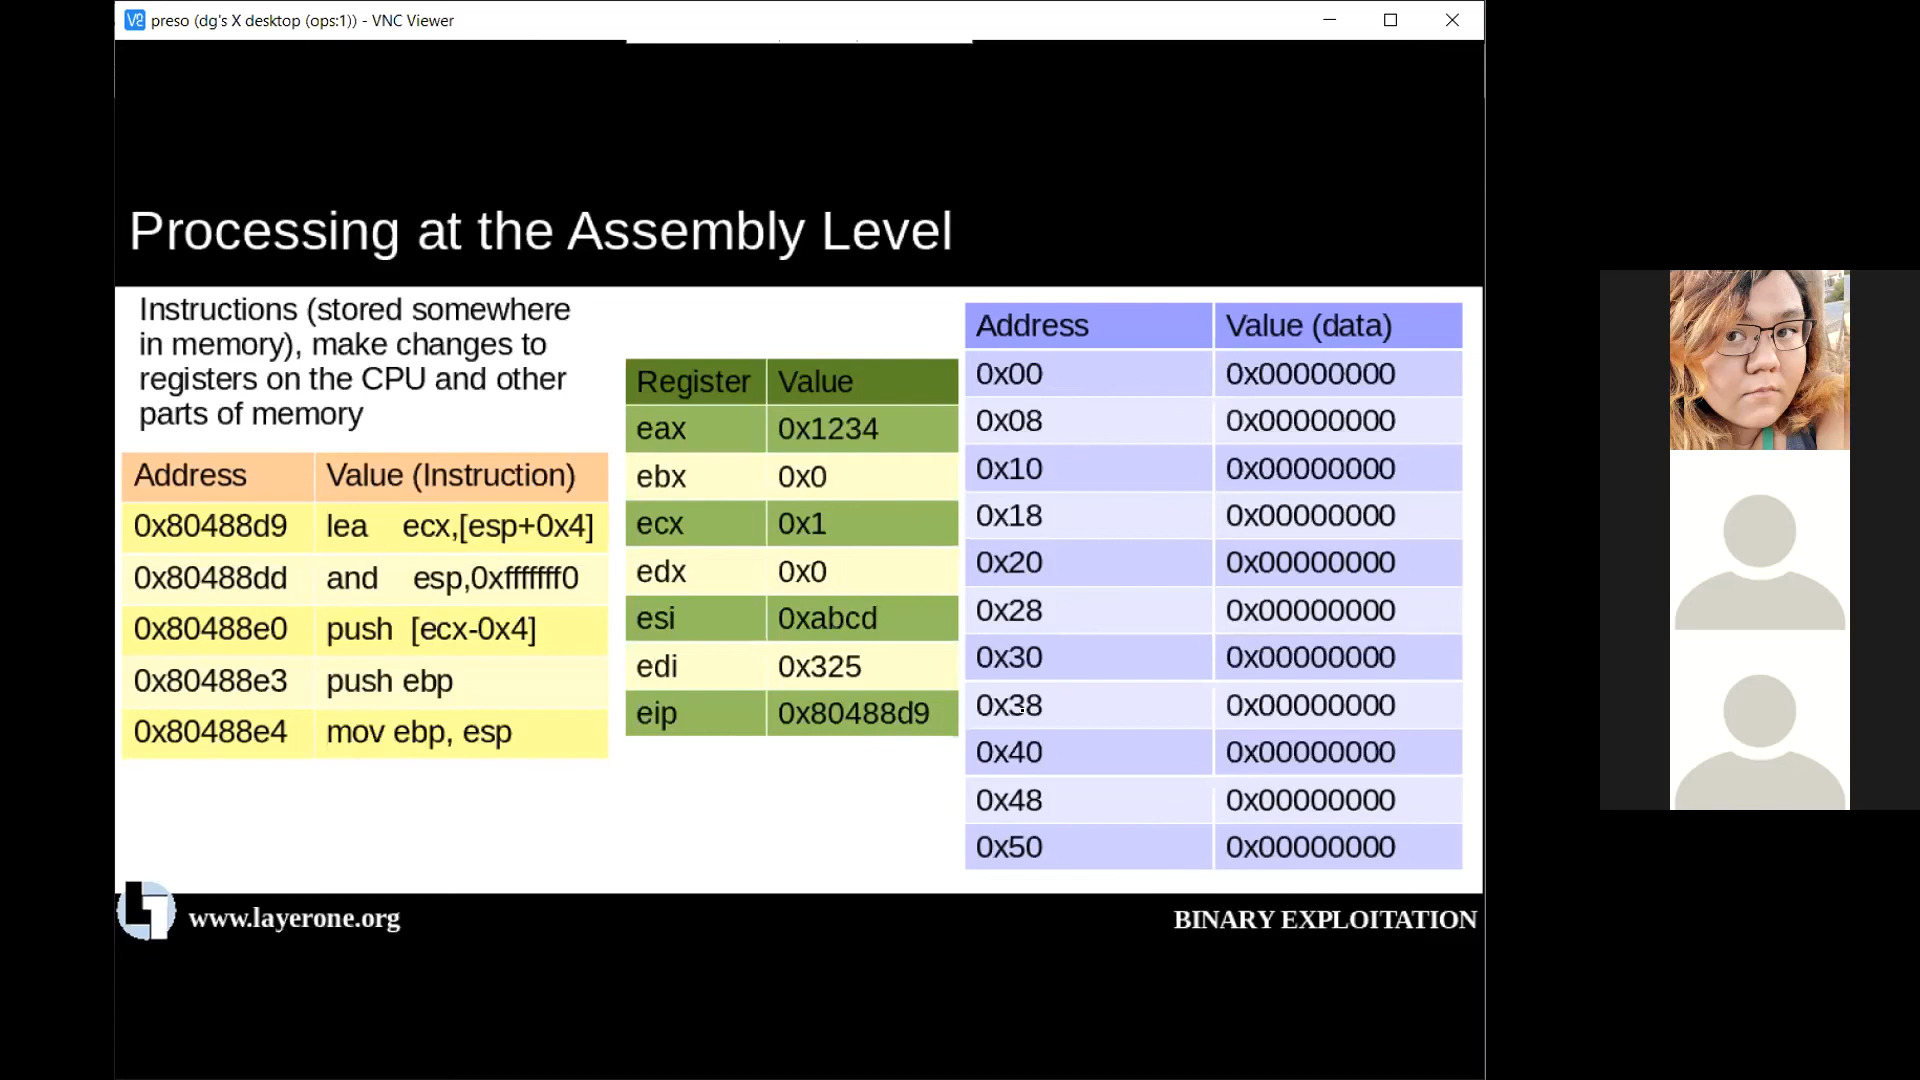 preso (dg's X desktop (ops:1)) - VNC Viewer
Processing at the Assembly Level
Instructions (stored somewhere
in memory), make changes to
registers on the CPU and other
parts of memory
Address Value (Instruction)
0x80488d9 lea ecx,[esp+0x4]
0x80488dd and esp,0xfffffff0
0x80488e0 push [ecx-0x4]
0x80488e3 push ebp
0x80488e4 mov ebp, esp
Register Value
eax 0x1234
ebx 0x0
ecx 0x1
edx 0x0
esi 0xabcd
edi 0x325
eip 0x80488d9
Address Value (data)
0x00 0x00000000
0x08 0x00000000
0x10 0x00000000
0x18 0x00000000
0x20 0x00000000
0x28 0x00000000
0x30 0x00000000
0x38 0x00000000
0x40 0x00000000
0x48 0x00000000
0x50 0x00000000
www.layerone.org
BINARY EXPLOITATION